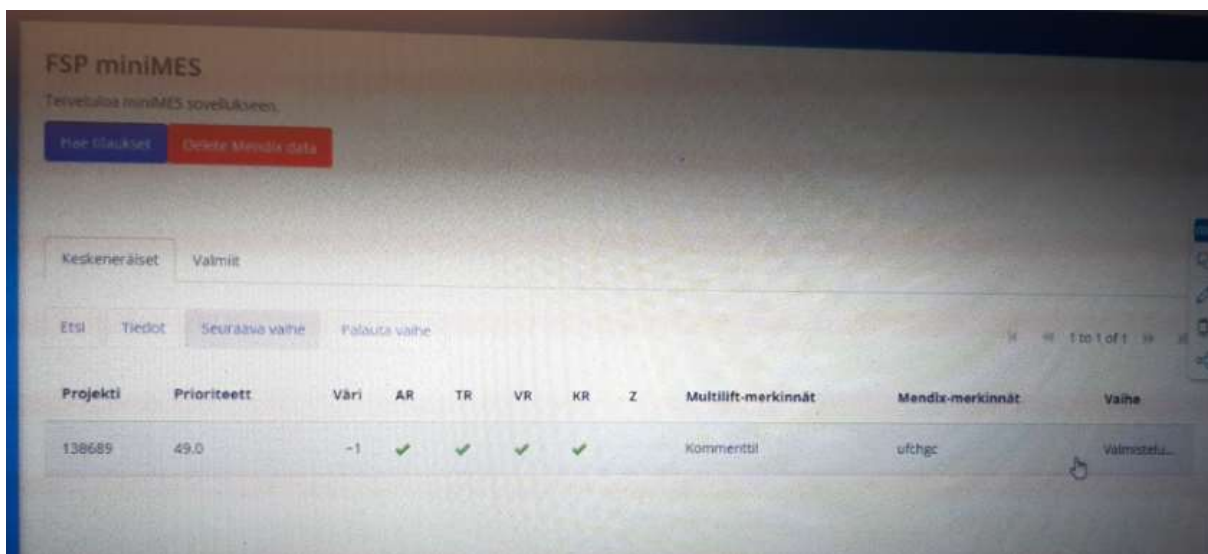 FSP miniMES
Tervetuloa miniMES sovellukseen.
Hae tilaukset Delete Mendix data
Keskeneräiset Valmiit
Etsi Tiedot Seuraava vaihe Palauta vaihe
1 to 1 of 1
Projekti Prioriteett Väri AR TR VR KR Z Multilift-merkinnät Mendix-merkinnät Vaihe
138689 49.0 -1 Kommenttil ufchgc Valmistelu...